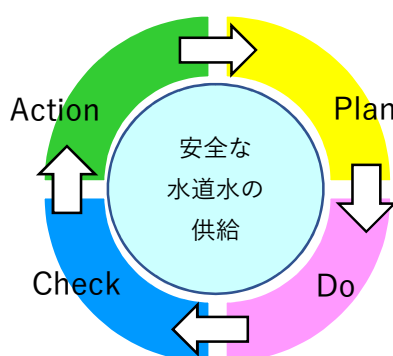 Action
Plan
安全な
水道水の
供給
Check
Do